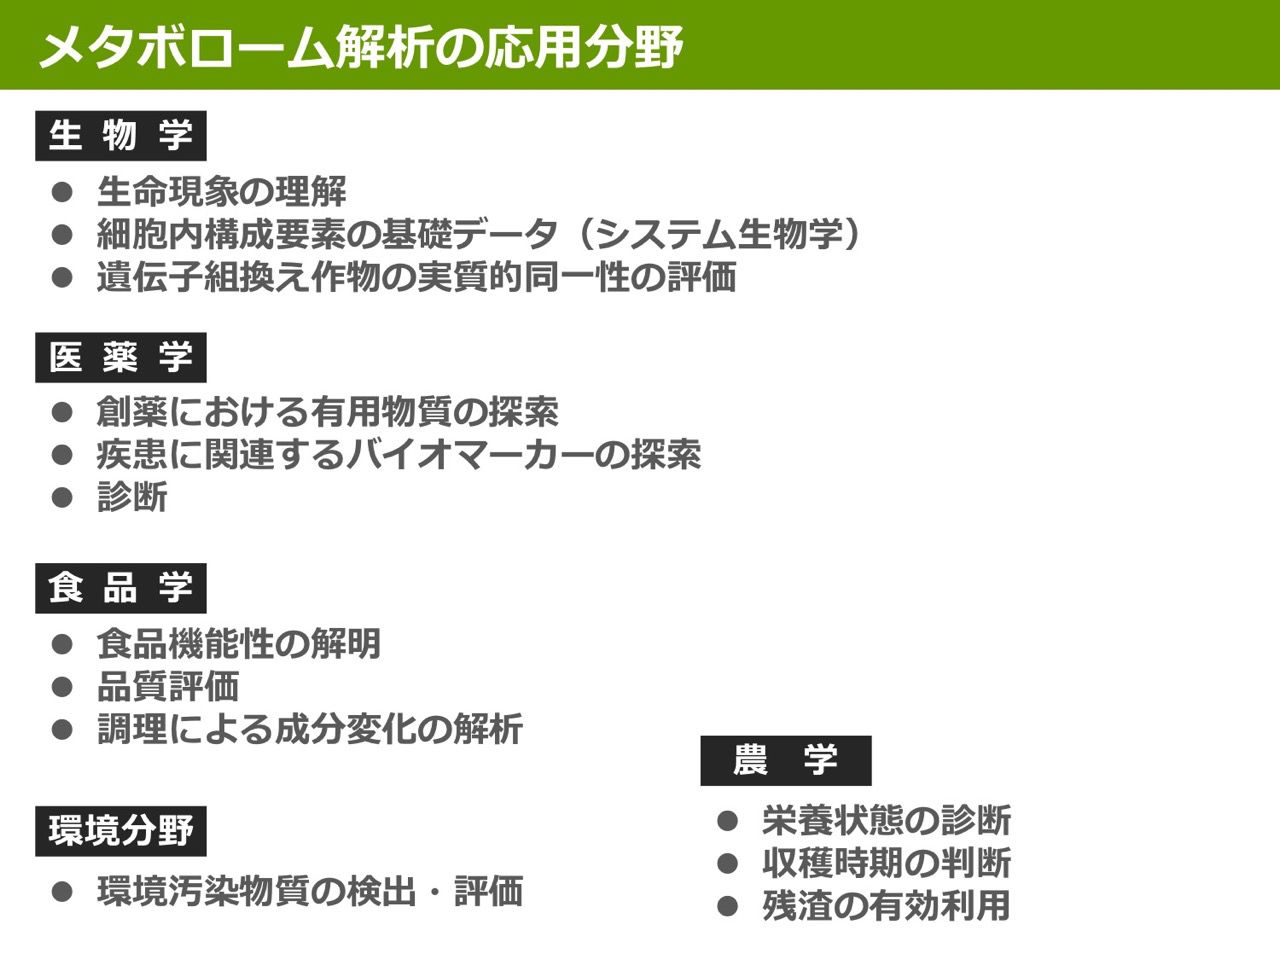 メタボローム解析の応用分野
生物学
● 生命現象の理解
● 細胞内構成要素の基礎データ（システム生物学）
● 遺伝子組換え作物の実質的同一性の評価
医薬学
● 創薬における有用物質の探索
● 疾患に関連するバイオマーカーの探索
● 診断
食品学
● 食品機能性の解明
● 品質評価
● 調理による成分変化の解析
環境分野
● 環境汚染物質の検出・評価
農学
● 栄養状態の診断
● 収穫時期の判断
● 残渣の有効利用